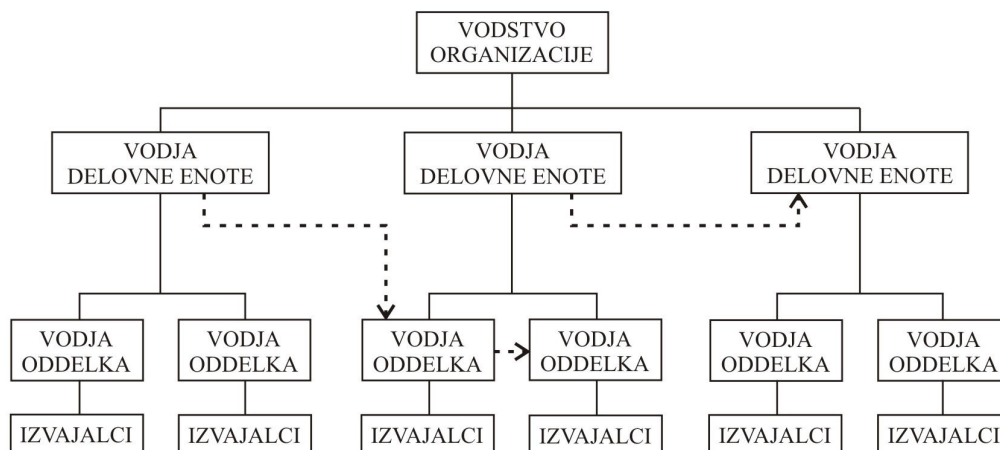 VODSTVO
ORGANIZACIJE
VODJA
DELOVNE ENOTE
VODJA
DELOVNE ENOTE
VODJA
DELOVNE ENOTE
VODJA
ODDELKA
VODJA
ODDELKA
VODJA
ODDELKA
VODJA
ODDELKA
VODJA
ODDELKA
VODJA
ODDELKA
IZVAJALCI
IZVAJALCI
IZVAJALCI
IZVAJALCI
IZVAJALCI
IZVAJALCI